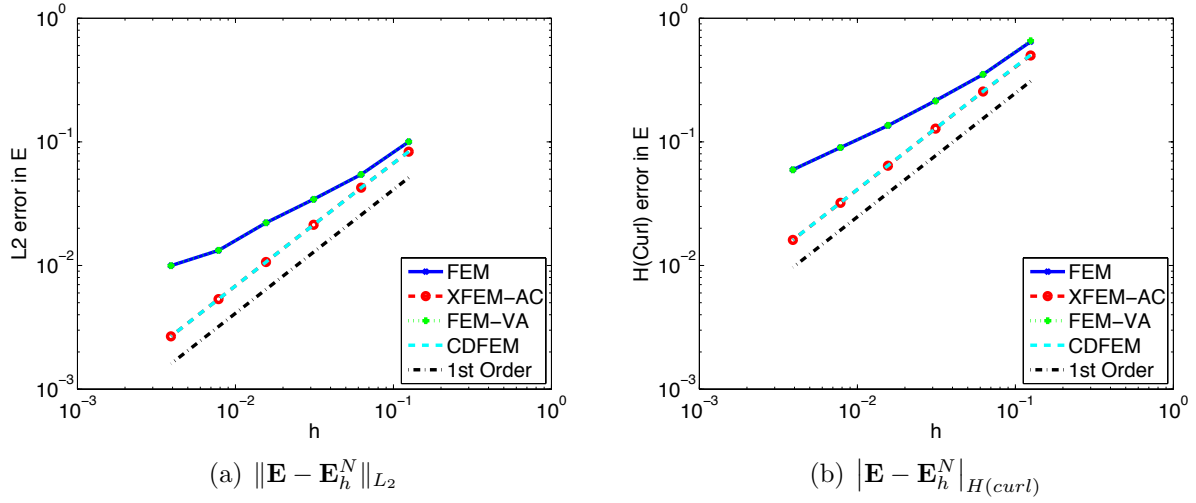 10^0
10^-1
10^-2
10^-3
L2 error in E
10^-3
10^-2
10^-1
10^0
h
FEM
XFEM-AC
FEM-VA
CDFEM
1st Order
(a) ‖E − E_h^N‖_{L_2}
10^0
10^-1
10^-2
10^-3
H(Curl) error in E
10^-3
10^-2
10^-1
10^0
h
FEM
XFEM-AC
FEM-VA
CDFEM
1st Order
(b) |E − E_h^N|_{H(curl)}